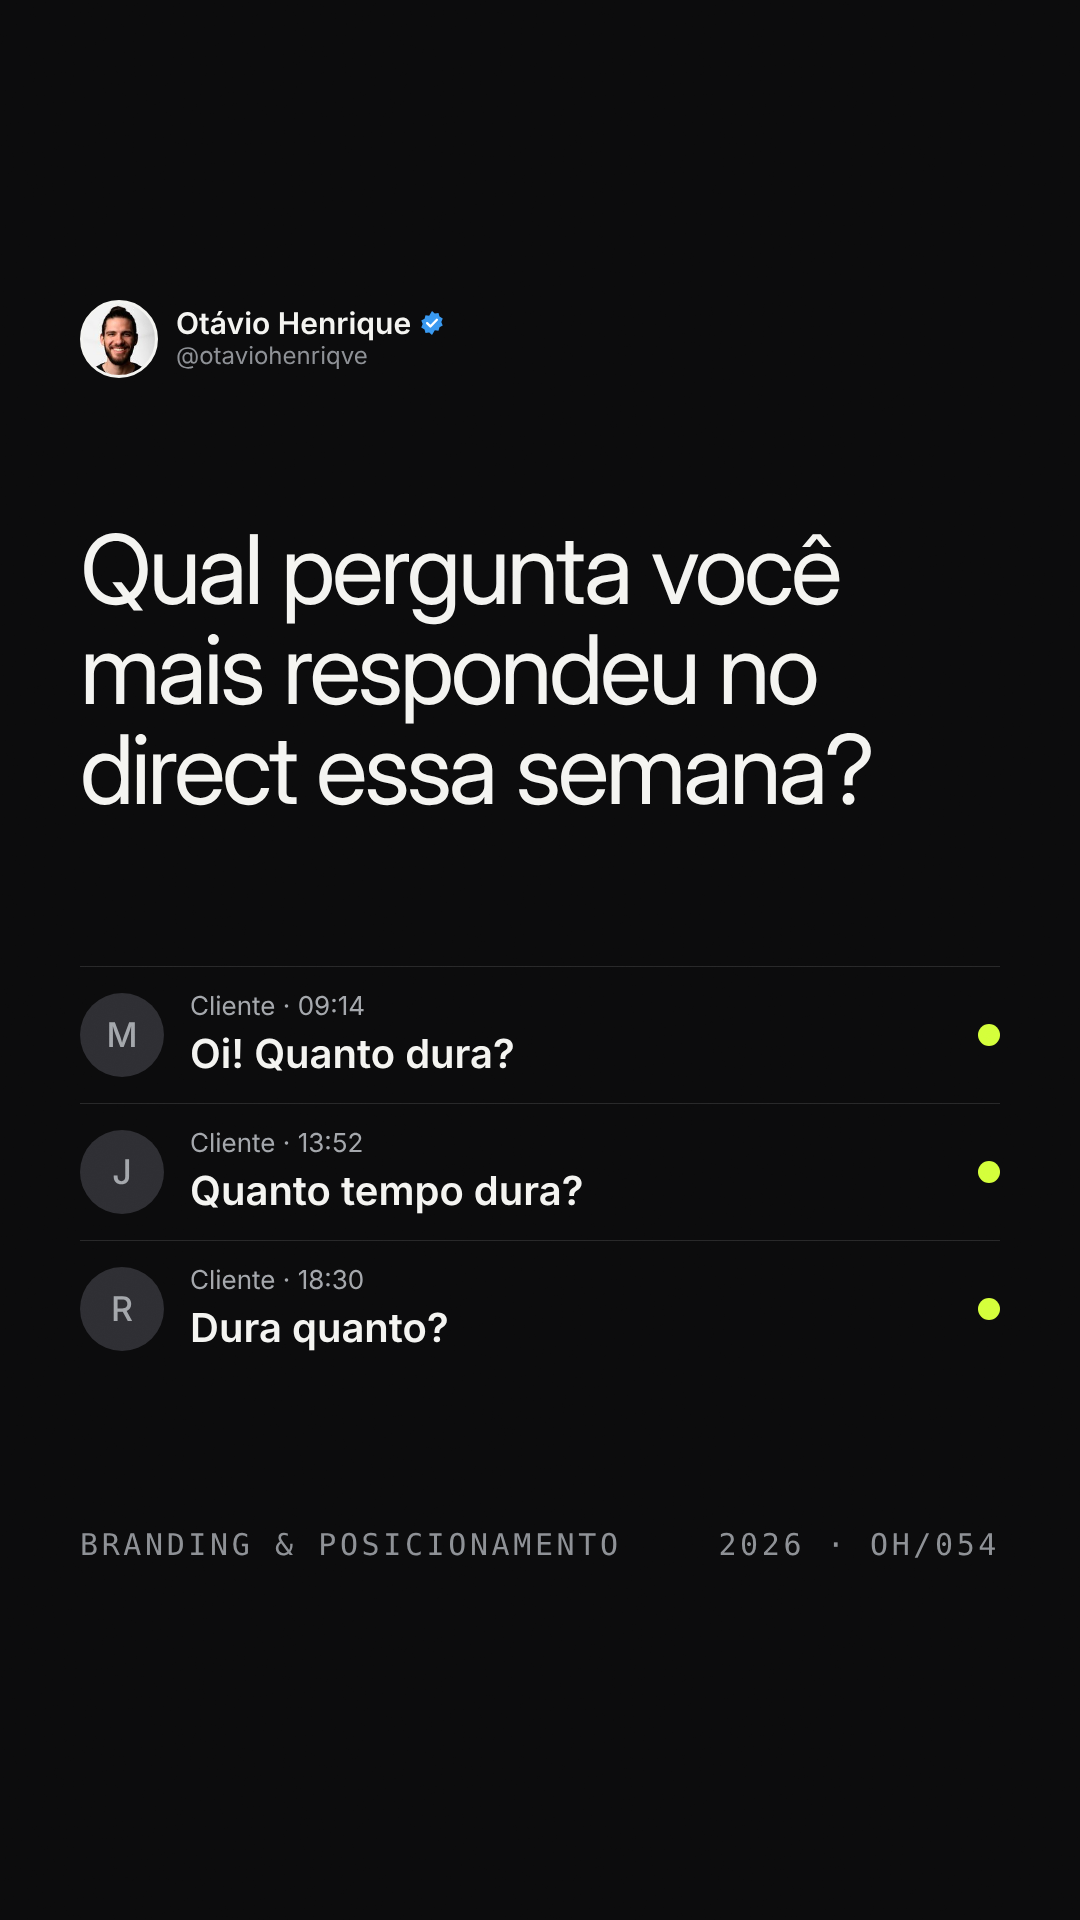 Otávio Henrique
@otaviohenriqve
Qual pergunta você
mais respondeu no
direct essa semana?
M
Cliente · 09:14
Oi! Quanto dura?
J
Cliente · 13:52
Quanto tempo dura?
R
Cliente · 18:30
Dura quanto?
BRANDING & POSICIONAMENTO 2026 · OH/054